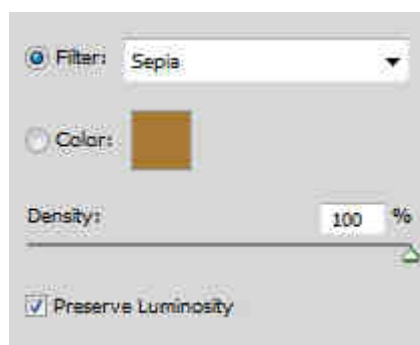 Filter: Sepia
Color:
Density: 100 %
Preserve Luminosity